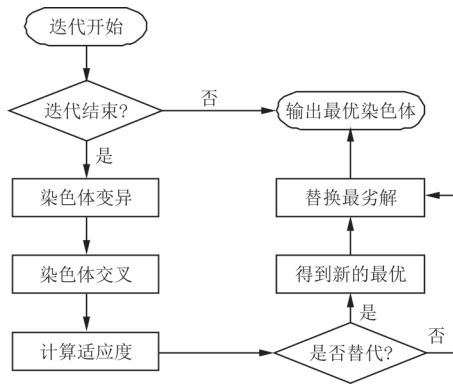 迭代开始
迭代结束?
否
输出最优染色体
是
染色体变异
替换最劣解
染色体交叉
得到新的最优
是
计算适应度
是否替代?
否